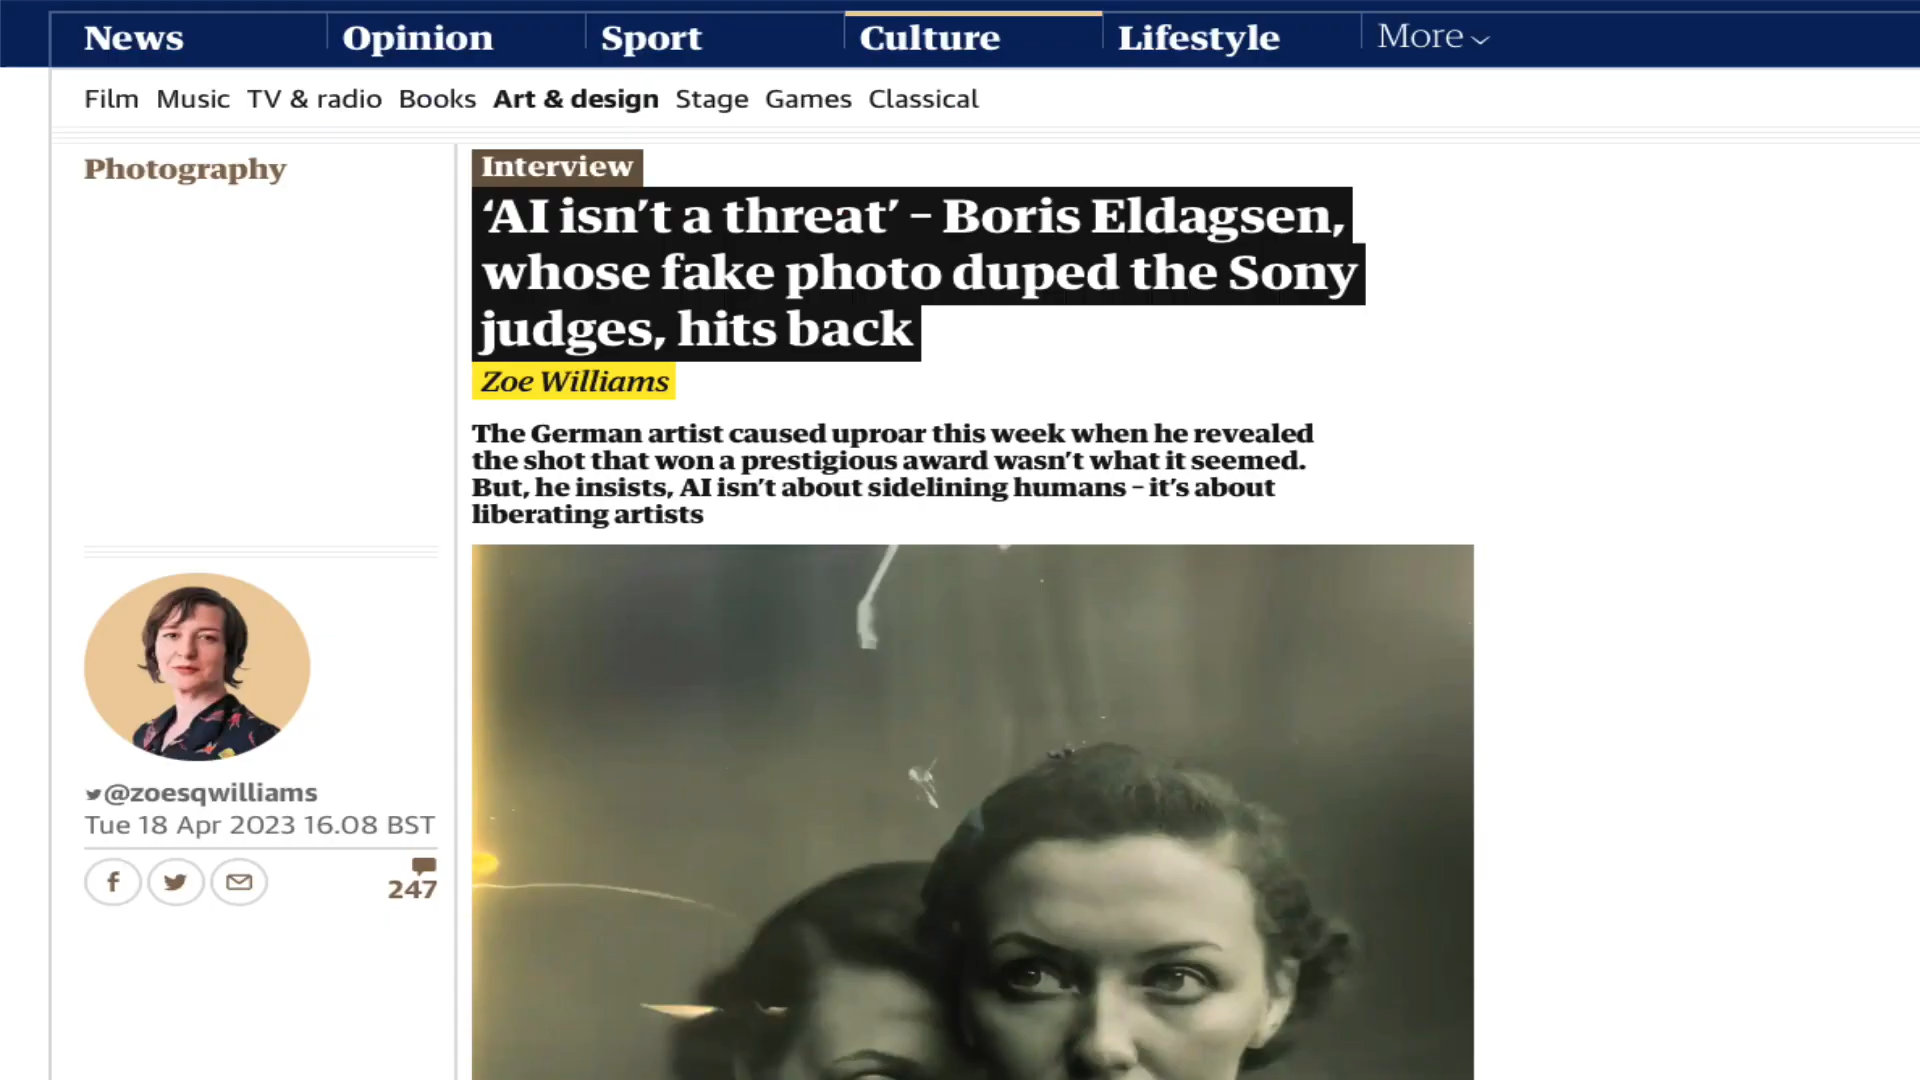 News Opinion Sport Culture Lifestyle More
Film Music TV & radio Books Art & design Stage Games Classical
Photography
Interview
‘AI isn’t a threat’ – Boris Eldagsen,
whose fake photo duped the Sony
judges, hits back
Zoe Williams
The German artist caused uproar this week when he revealed
the shot that won a prestigious award wasn’t what it seemed.
But, he insists, AI isn’t about sidelining humans – it’s about
liberating artists
@zoesqwilliams
Tue 18 Apr 2023 16.08 BST
247